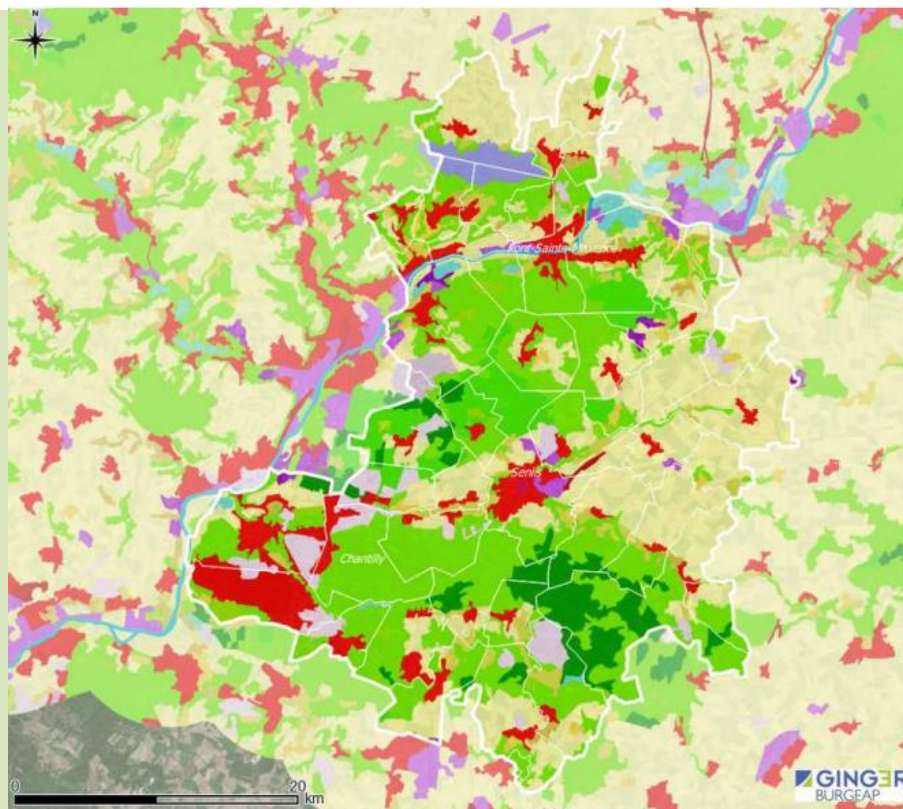 N
Pont-Sainte-Maxence
Senlis
Chantilly
0
20
km
GINGER
BURGEAP